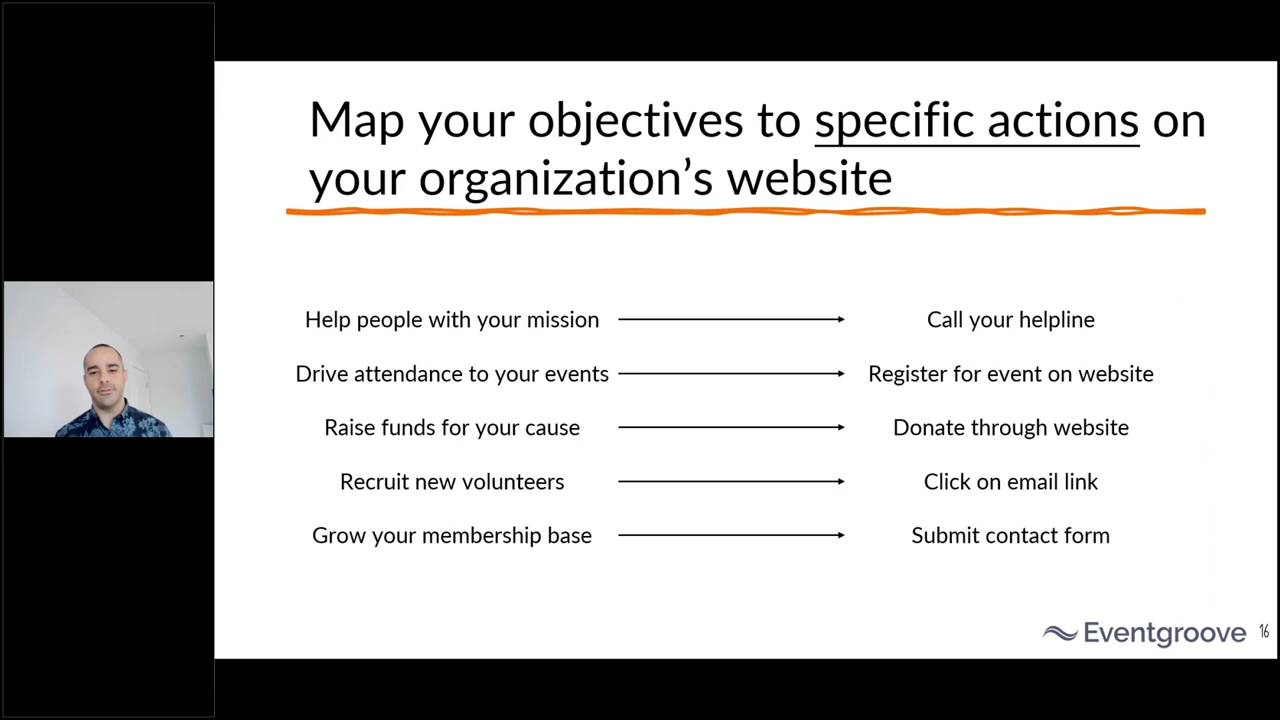 Map your objectives to specific actions on
your organization’s website
Help people with your mission
Call your helpline
Drive attendance to your events
Register for event on website
Raise funds for your cause
Donate through website
Recruit new volunteers
Click on email link
Grow your membership base
Submit contact form
Eventgroove
16